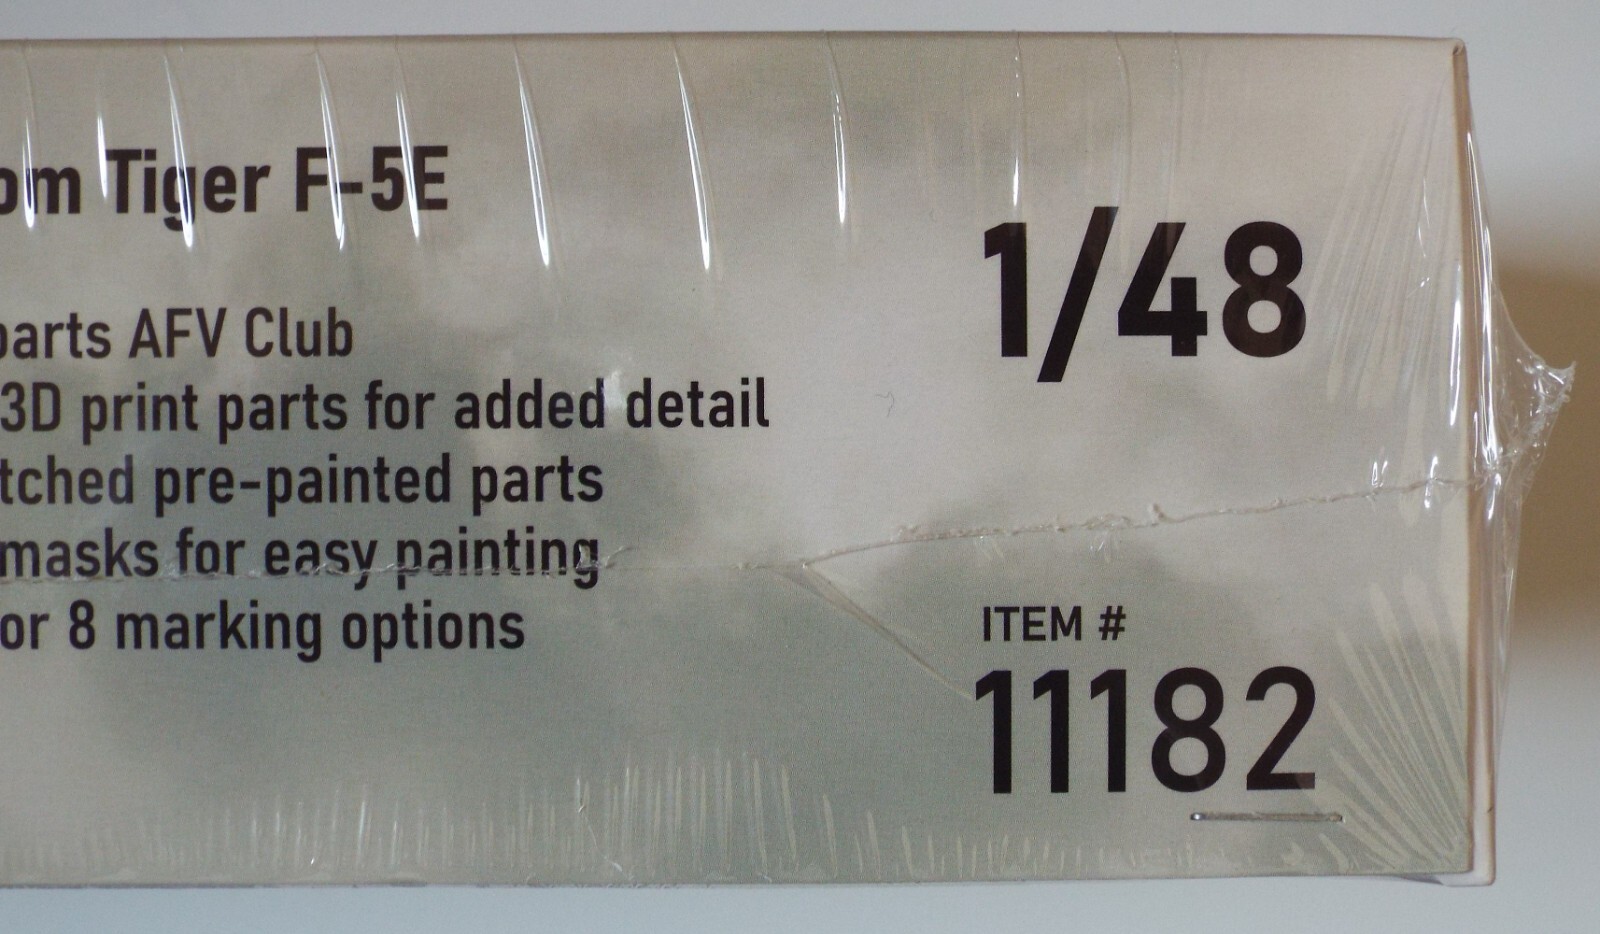 om Tiger F-5E
1/48
parts AFV Club
3D print parts for added detail
tched pre-painted parts
masks for easy painting
or 8 marking options
ITEM #
11182